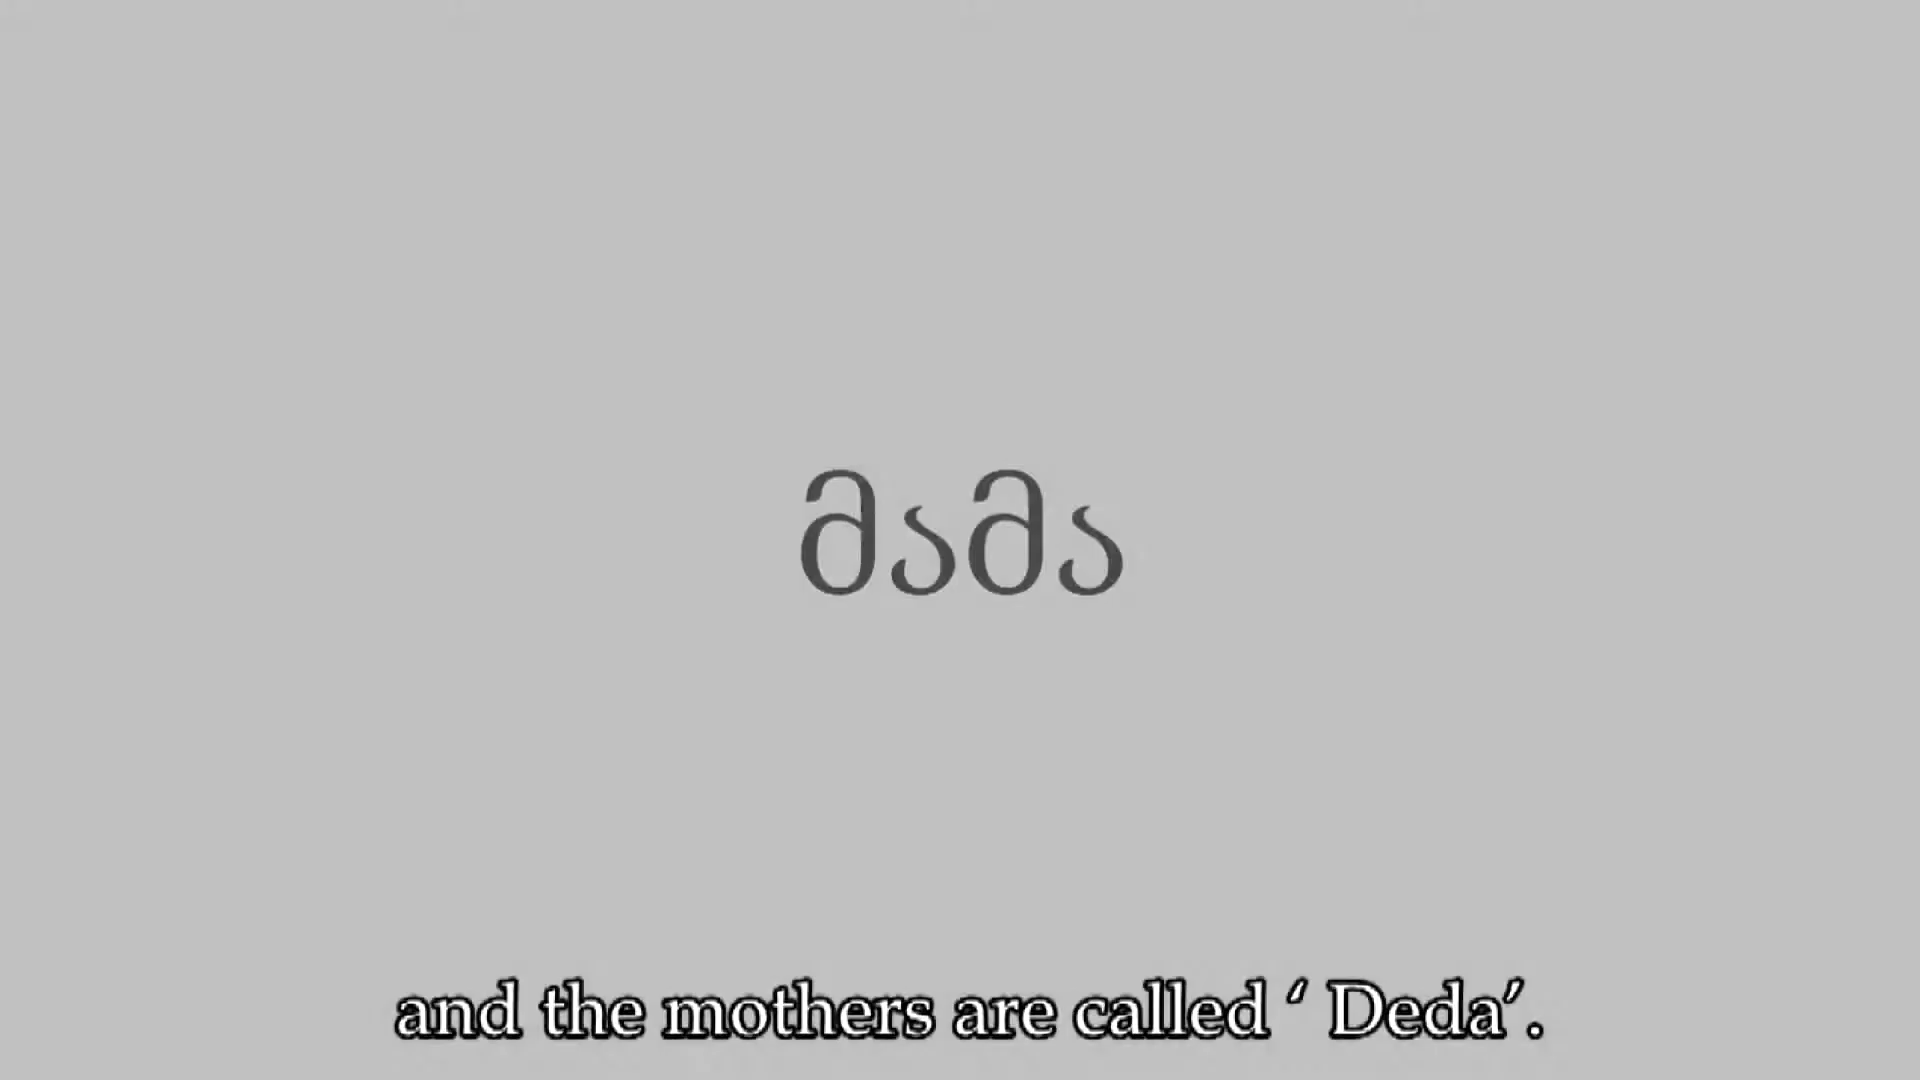 მამა
and the mothers are called ‘ Deda’.